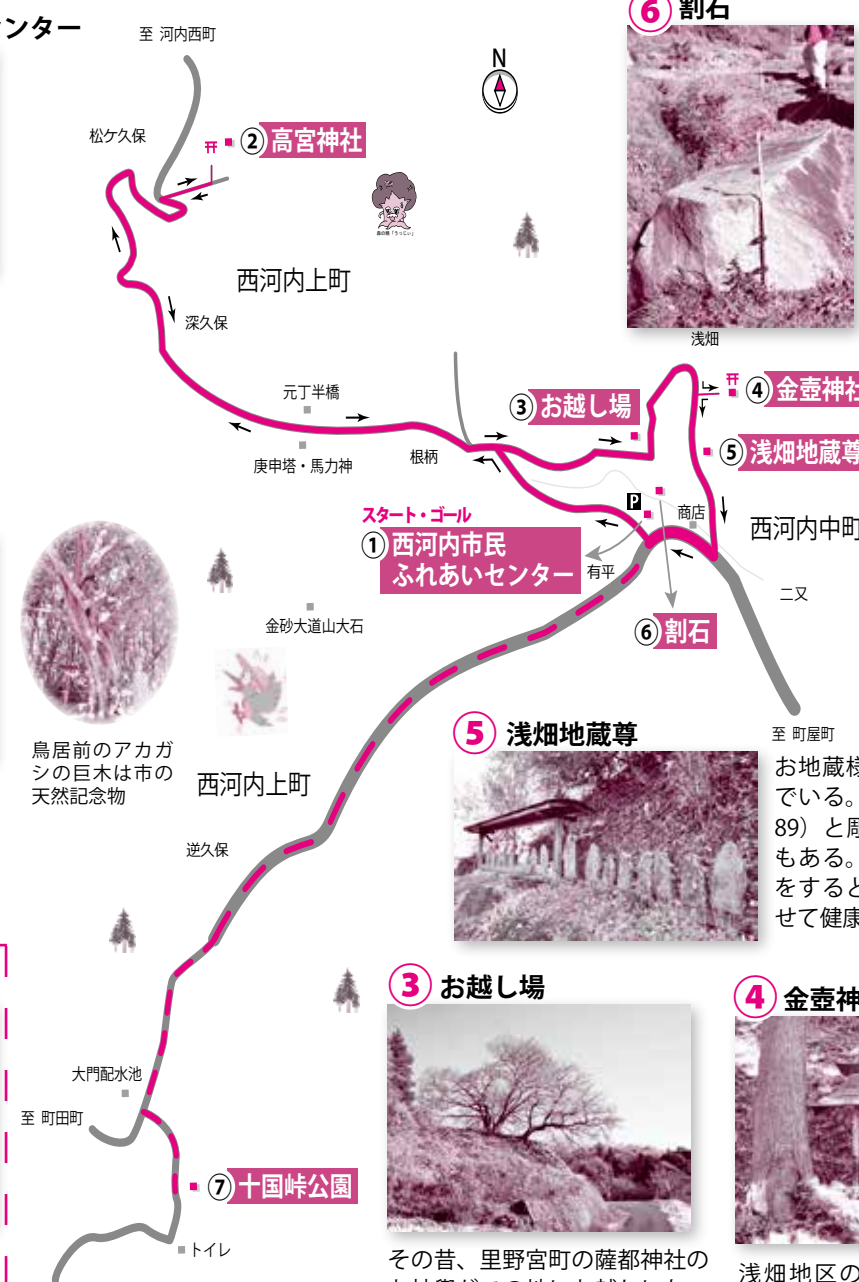 ンター
至 河内西町
⑥ 割石
N
松ケ久保
② 高宮神社
森の精「うっじぃ」
西河内上町
深久保
浅畑
元丁半橋
③ お越し場
④ 金壺神社
庚申塔・馬力神
根柄
⑤ 浅畑地蔵尊
P
商店
スタート・ゴール
① 西河内市民
ふれあいセンター
有平
西河内中町
二又
金砂大道山大石
⑥ 割石
鳥居前のアカガ
シの巨木は市の
天然記念物
西河内上町
逆久保
至 町屋町
⑤ 浅畑地蔵尊
お地蔵様
でいる。
89）と彫
もある。
をすると
せて健康
③ お越し場
④ 金壺神
大門配水池
至 町田町
⑦ 十国峠公園
トイレ
その昔、里野宮町の薩都神社の
浅畑地区の